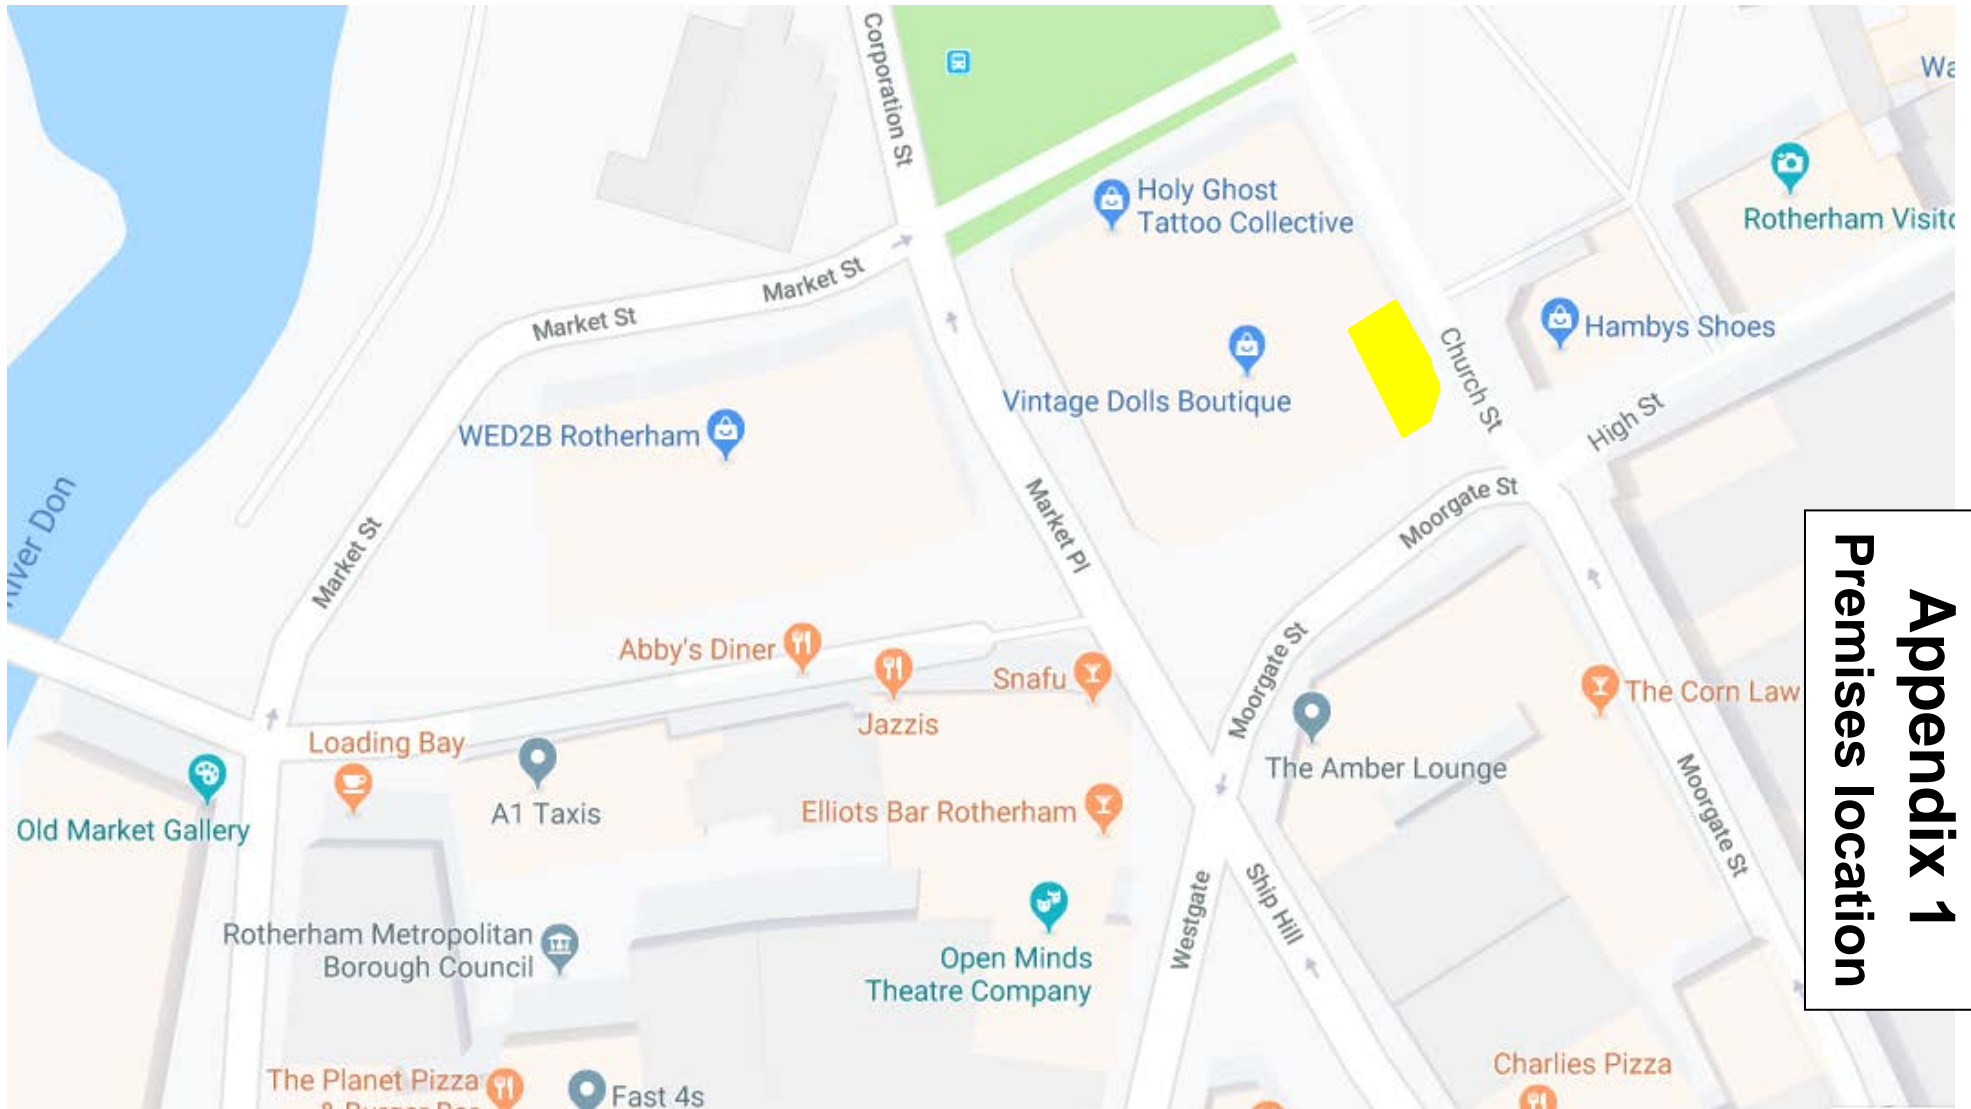 Corporation St
Wa
Holy Ghost
Tattoo Collective
Rotherham Visito
Market St
Market St
Hambys Shoes
Church St
Vintage Dolls Boutique
High St
WED2B Rotherham
River Don
Market St
Market Pl
Moorgate St
Appendix 1
Premises location
Abby's Diner
Moorgate St
Snafu
The Corn Law
Jazzis
Loading Bay
The Amber Lounge
A1 Taxis
Elliots Bar Rotherham
Old Market Gallery
Moorgate St
Westgate
Ship Hill
Rotherham Metropolitan
Borough Council
Open Minds
Theatre Company
Charlies Pizza
The Planet Pizza
& Burger Bar
Fast 4s